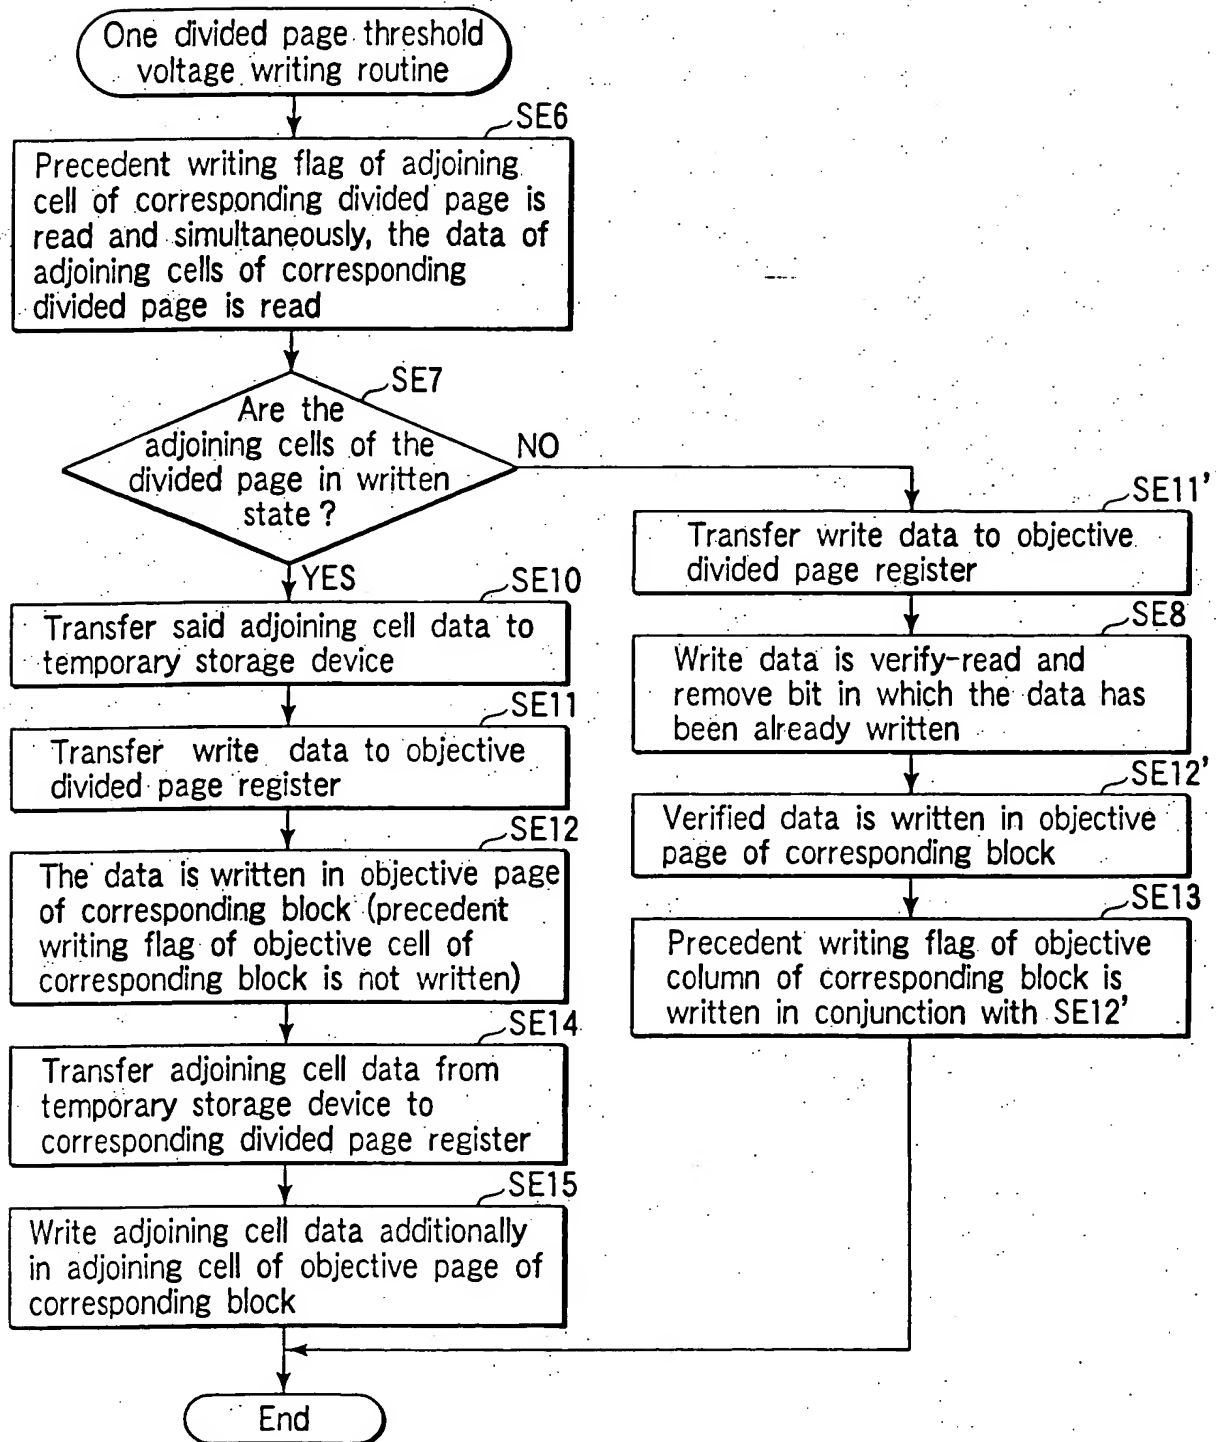 One divided page threshold
voltage writing routine
SE6
Precedent writing flag of adjoining
cell of corresponding divided page is
read and simultaneously, the data of
adjoining cells of corresponding
divided page is read
SE7
Are the
adjoining cells of the
divided page in written
state ?
NO
YES
SE10
Transfer said adjoining cell data to
temporary storage device
SE11
Transfer write data to objective
divided page register
SE12
The data is written in objective page
of corresponding block (precedent
writing flag of objective cell of
corresponding block is not written)
SE14
Transfer adjoining cell data from
temporary storage device to
corresponding divided page register
SE15
Write adjoining cell data additionally
in adjoining cell of objective page of
corresponding block
SE11'
Transfer write data to objective
divided page register
SE8
Write data is verify-read and
remove bit in which the data has
been already written
SE12'
Verified data is written in objective
page of corresponding block
SE13
Precedent writing flag of objective
column of corresponding block is
written in conjunction with SE12'
End